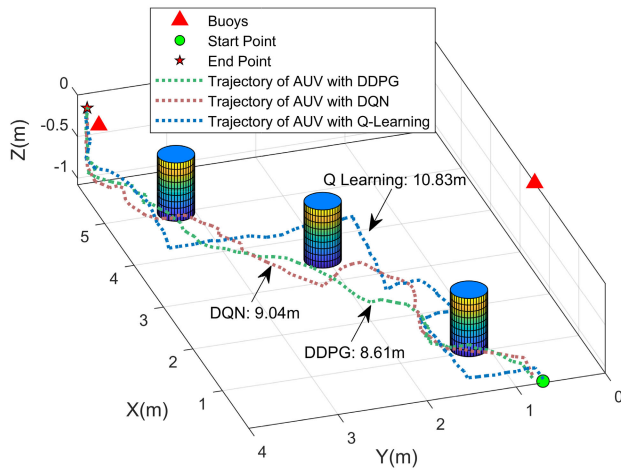 Buoys
Start Point
End Point
Trajectory of AUV with DDPG
Trajectory of AUV with DQN
Trajectory of AUV with Q-Learning
0
-0.5
-1
Z(m)
Q Learning: 10.83m
DQN: 9.04m
DDPG: 8.61m
5
4
3
2
1
X(m)
4
3
2
1
0
Y(m)